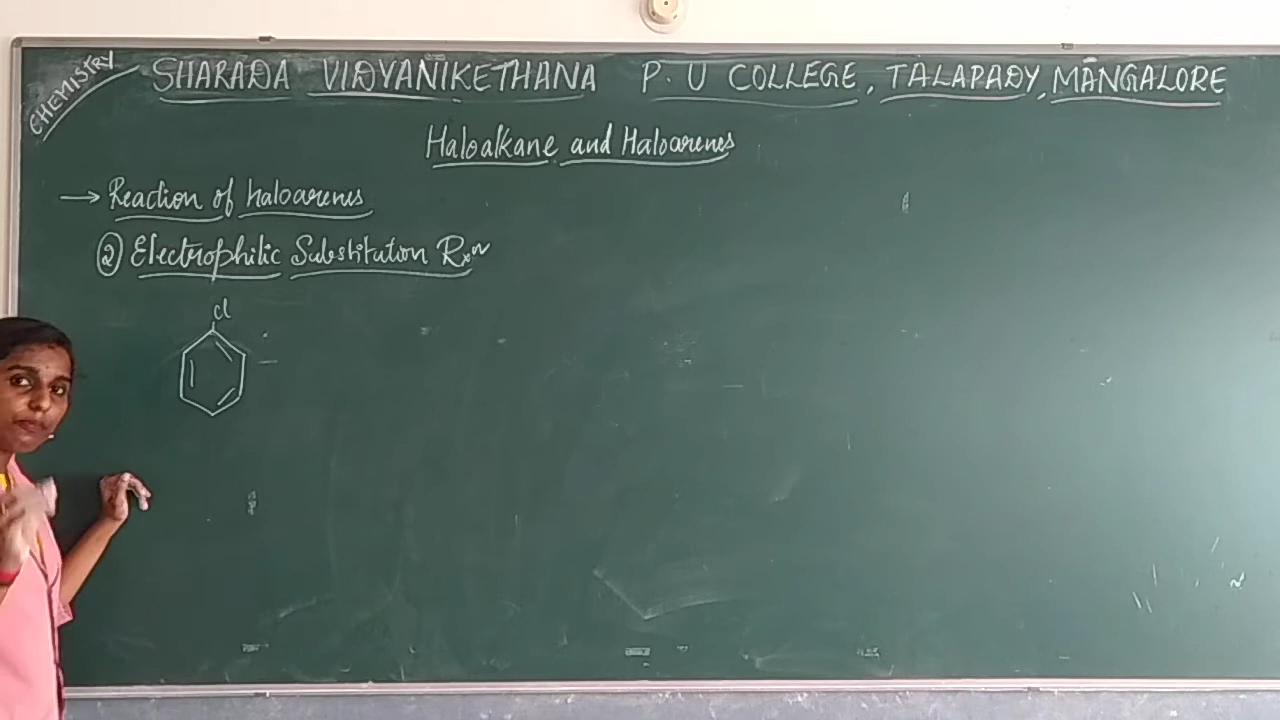 CHEMISTRY
SHARADA VIDYANIKETHANA P.U COLLEGE, TALAPADY, MANGALORE
Haloalkane and Haloarenes
→ Reaction of haloarenes
② Electrophilic Substitution Rxn
Cl